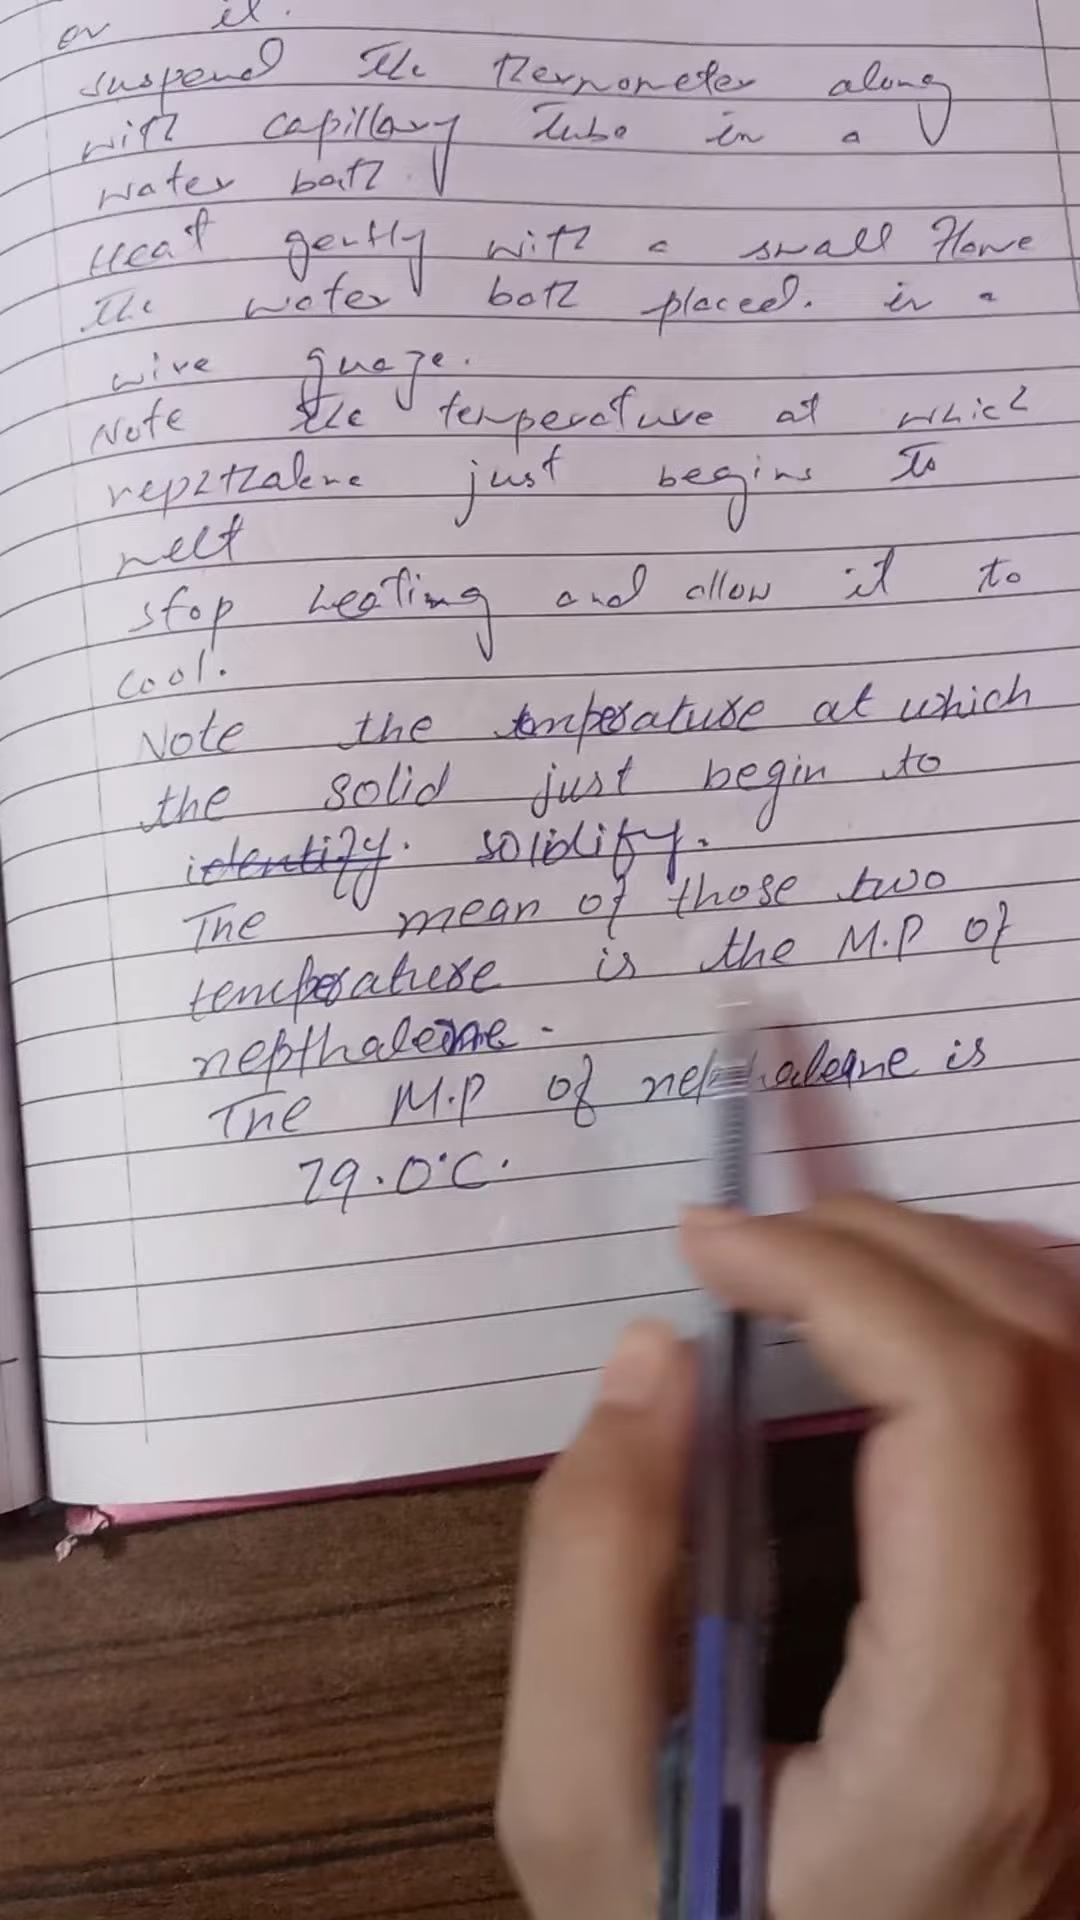 on it.
suspend the thermometer along
with capillary tube in a
water bath.
Heat gently with a small flame
the water bath placed. in a
wire guaze.
Note the temperature at which
nephthalene just begins to
melt
stop heating and allow it to
cool.
Note the temperature at which
the solid just begin to
identify. solidify.
The mean of those two
temperature is the M.P of
nepthalene.
The M.P of is
79.0°C.